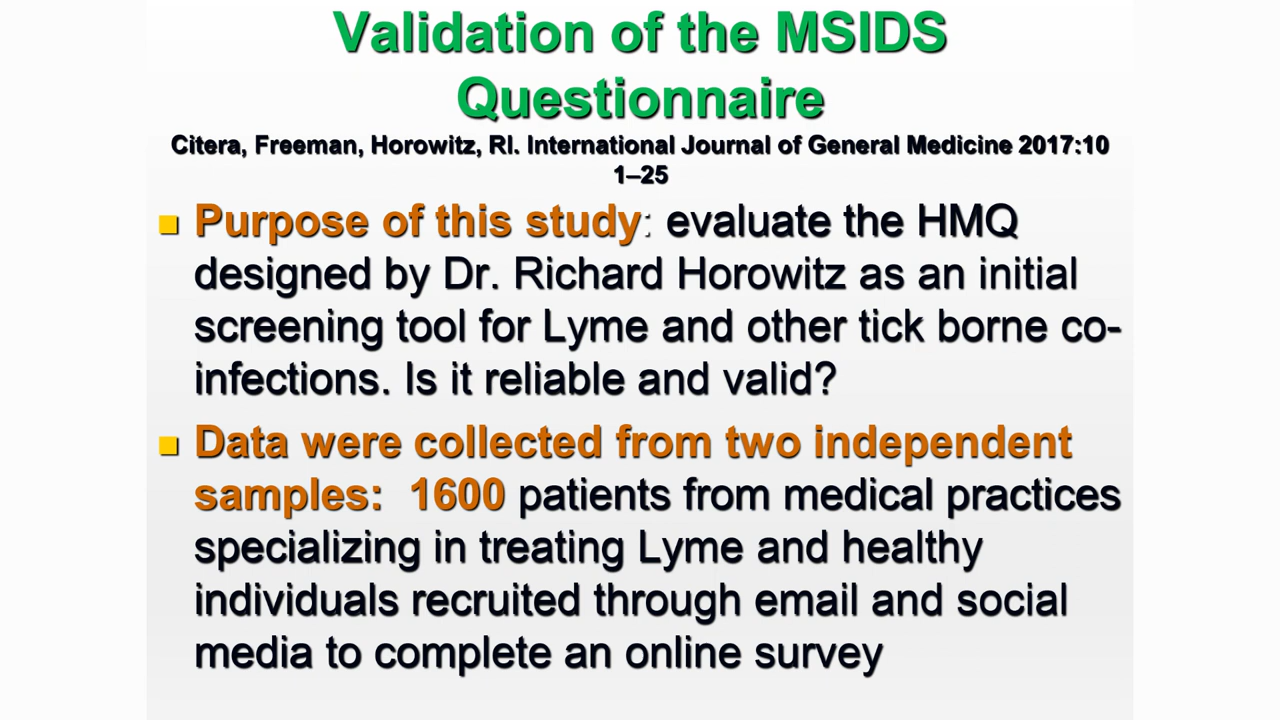 Validation of the MSIDS
Questionnaire
Citera, Freeman, Horowitz, RI. International Journal of General Medicine 2017:10
1–25
Purpose of this study: evaluate the HMQ
designed by Dr. Richard Horowitz as an initial
screening tool for Lyme and other tick borne co-
infections. Is it reliable and valid?
Data were collected from two independent
samples: 1600 patients from medical practices
specializing in treating Lyme and healthy
individuals recruited through email and social
media to complete an online survey